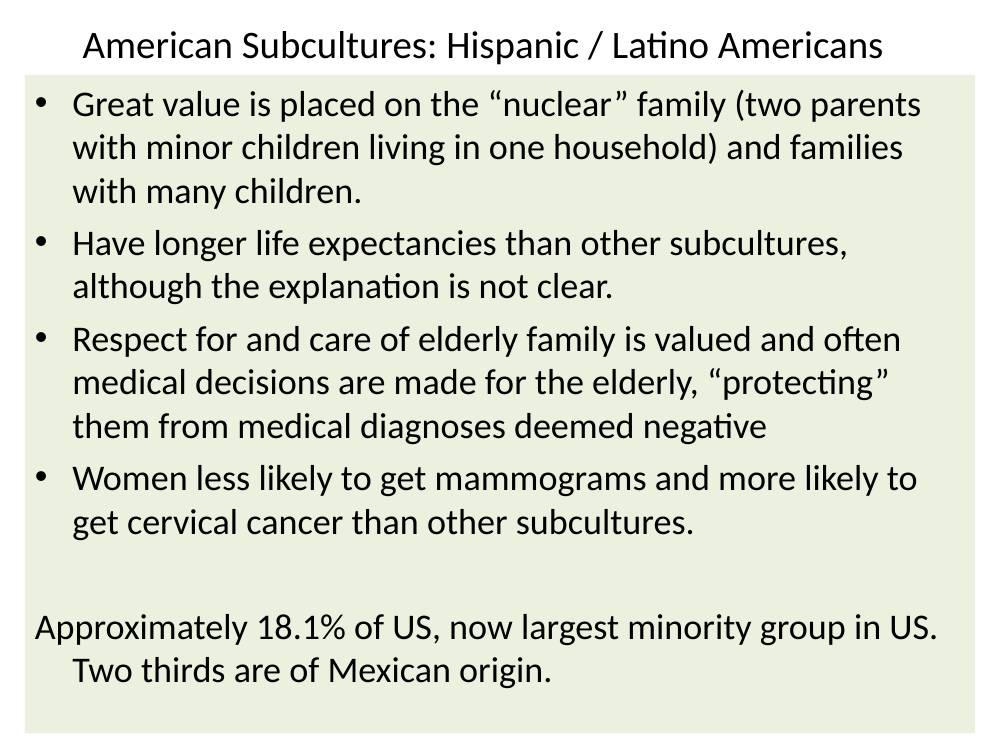 American Subcultures: Hispanic / Latino Americans
• Great value is placed on the “nuclear” family (two parents
with minor children living in one household) and families
with many children.
• Have longer life expectancies than other subcultures,
although the explanation is not clear.
• Respect for and care of elderly family is valued and often
medical decisions are made for the elderly, “protecting”
them from medical diagnoses deemed negative
• Women less likely to get mammograms and more likely to
get cervical cancer than other subcultures.
Approximately 18.1% of US, now largest minority group in US.
Two thirds are of Mexican origin.